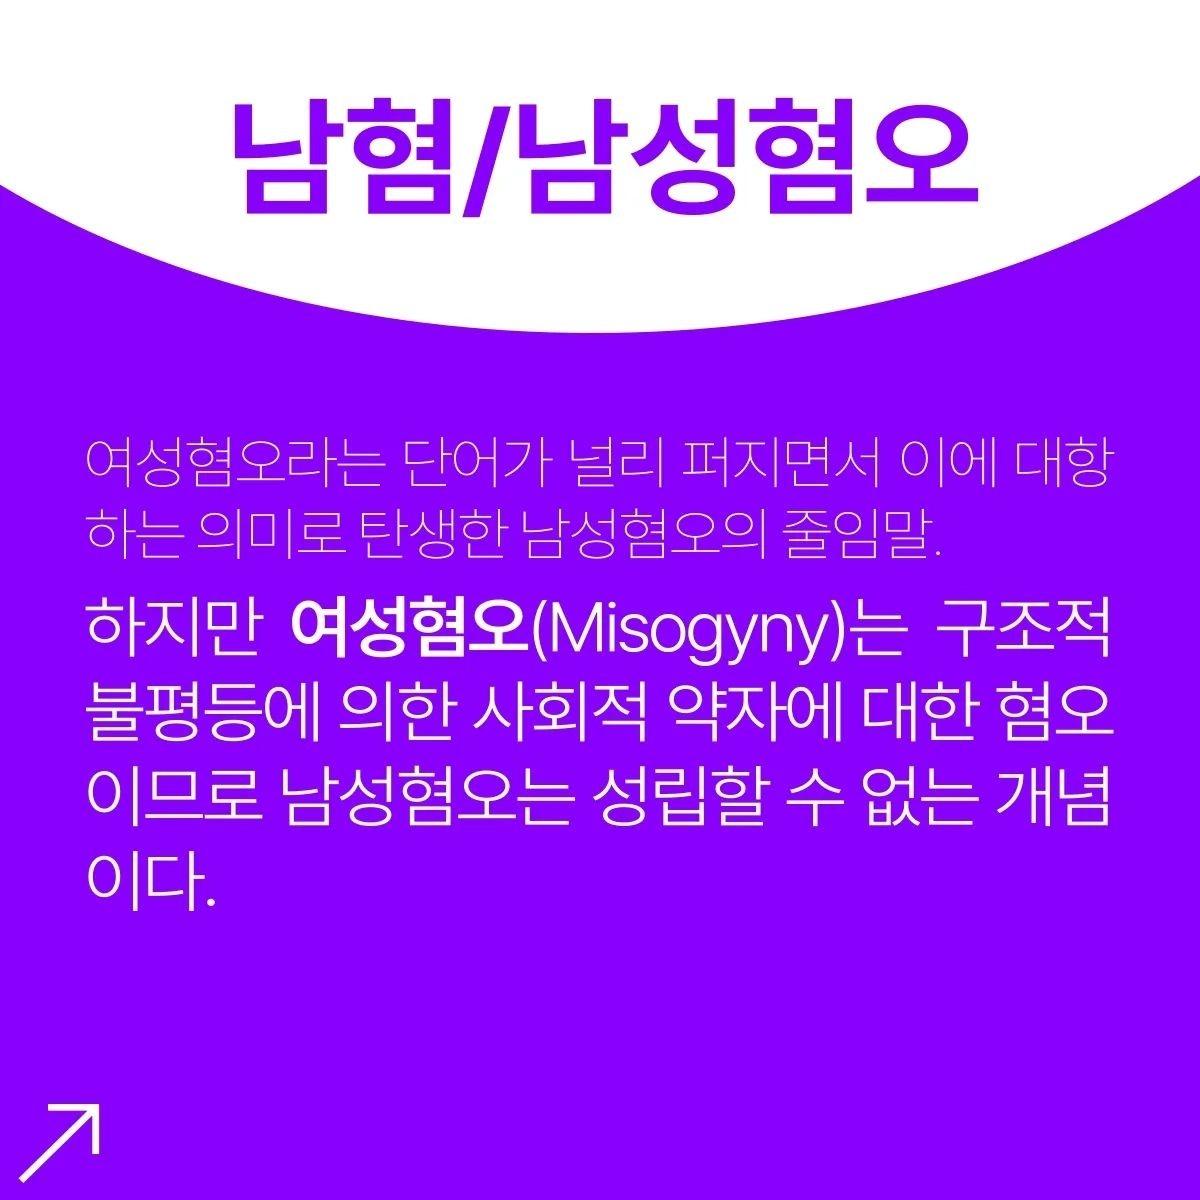 남혐/남성혐오
여성혐오라는 단어가 널리 퍼지면서 이에 대항
하는 의미로 탄생한 남성혐오의 줄임말.
하지만 여성혐오(Misogyny)는 구조적
불평등에 의한 사회적 약자에 대한 혐오
이므로 남성혐오는 성립할 수 없는 개념
이다.